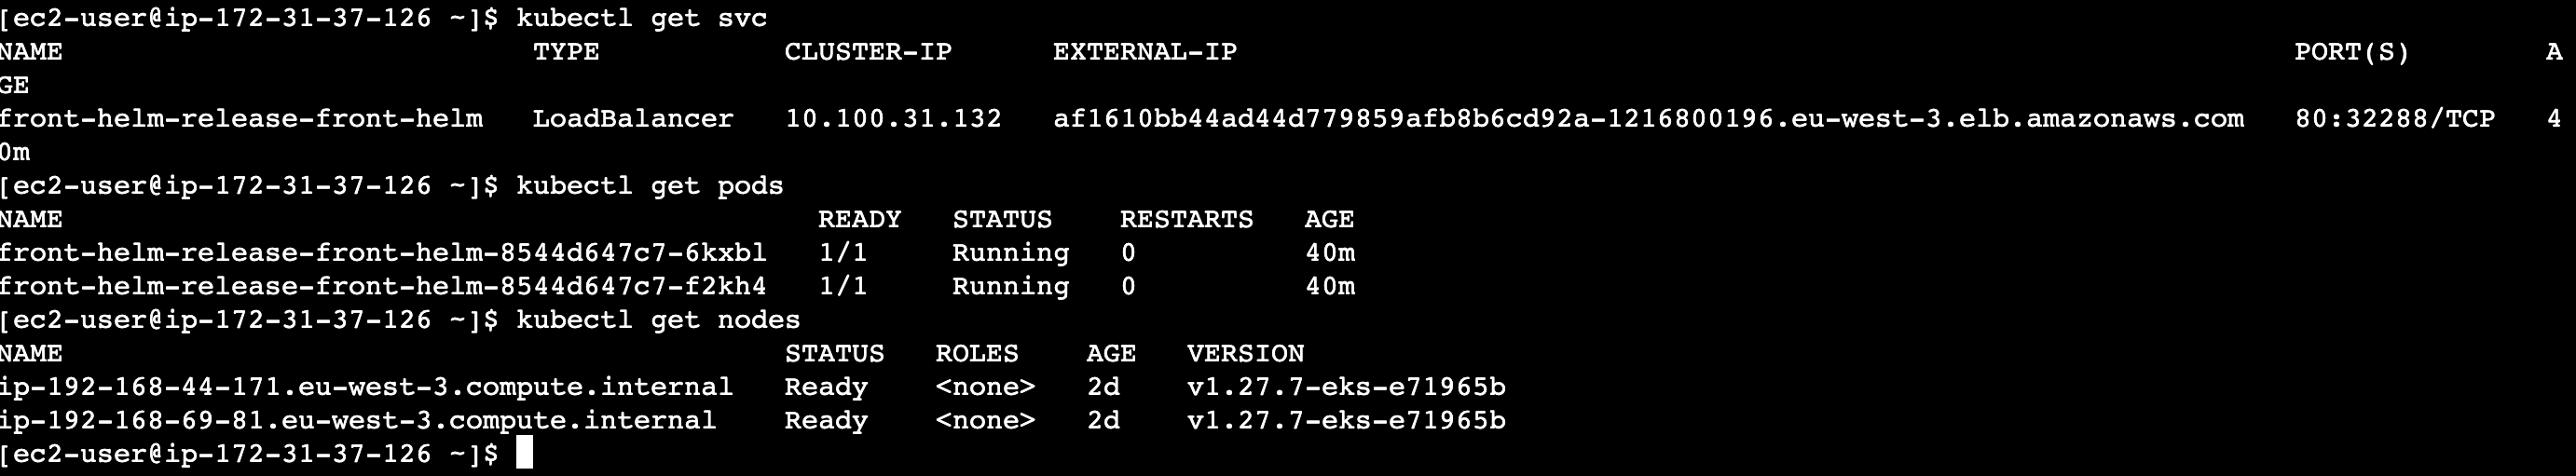 [ec2-user@ip-172-31-37-126 ~]$ kubectl get svc
NAME                            TYPE           CLUSTER-IP      EXTERNAL-IP                                                               PORT(S)        A
GE
front-helm-release-front-helm   LoadBalancer   10.100.31.132   af1610bb44ad44d779859afb8b6cd92a-1216800196.eu-west-3.elb.amazonaws.com   80:32288/TCP   4
0m
[ec2-user@ip-172-31-37-126 ~]$ kubectl get pods
NAME                                             READY   STATUS    RESTARTS   AGE
front-helm-release-front-helm-8544d647c7-6kxbl   1/1     Running   0          40m
front-helm-release-front-helm-8544d647c7-f2kh4   1/1     Running   0          40m
[ec2-user@ip-172-31-37-126 ~]$ kubectl get nodes
NAME                                           STATUS   ROLES    AGE   VERSION
ip-192-168-44-171.eu-west-3.compute.internal   Ready    <none>   2d    v1.27.7-eks-e71965b
ip-192-168-69-81.eu-west-3.compute.internal    Ready    <none>   2d    v1.27.7-eks-e71965b
[ec2-user@ip-172-31-37-126 ~]$